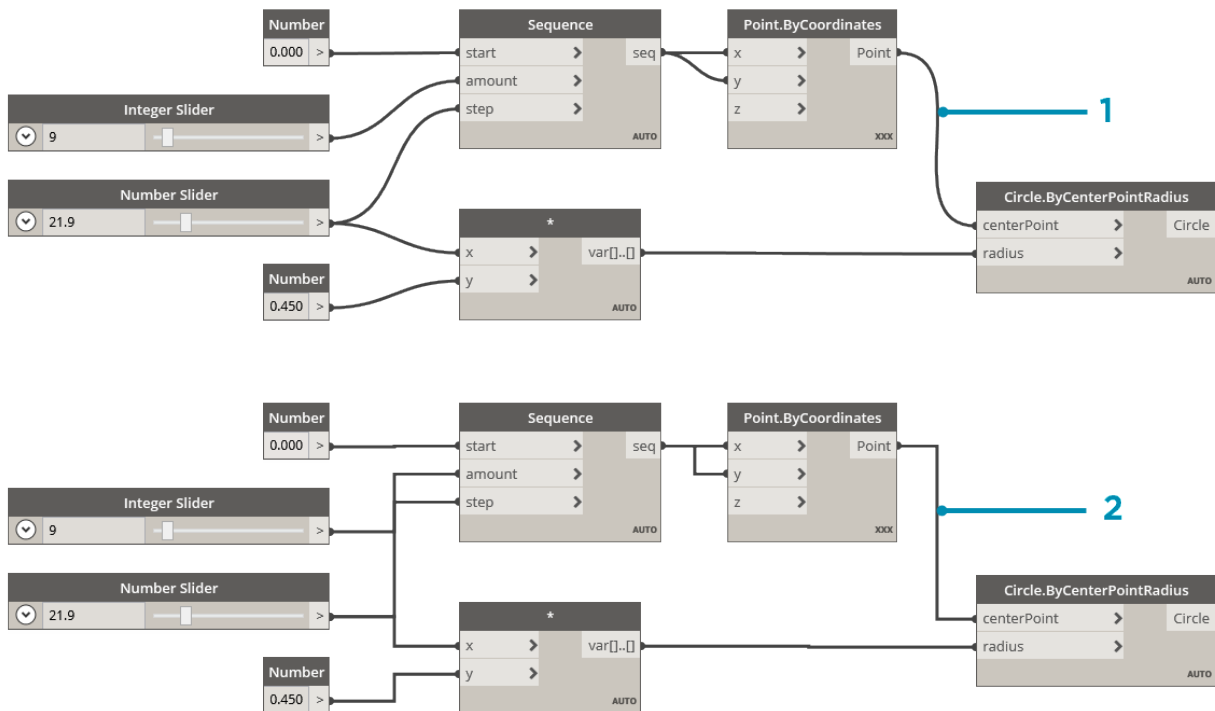 Number
0.000 >
Integer Slider
9 >
Number Slider
21.9 >
Number
0.450 >
Sequence
start > seq
amount >
step >
AUTO
*
x > var[]..[]
y >
AUTO
Point.ByCoordinates
x > Point
y >
z >
XXX
1
Circle.ByCenterPointRadius
centerPoint > Circle
radius >
AUTO
Number
0.000 >
Integer Slider
9 >
Number Slider
21.9 >
Number
0.450 >
Sequence
start > seq
amount >
step >
AUTO
*
x > var[]..[]
y >
AUTO
Point.ByCoordinates
x > Point
y >
z >
XXX
2
Circle.ByCenterPointRadius
centerPoint > Circle
radius >
AUTO